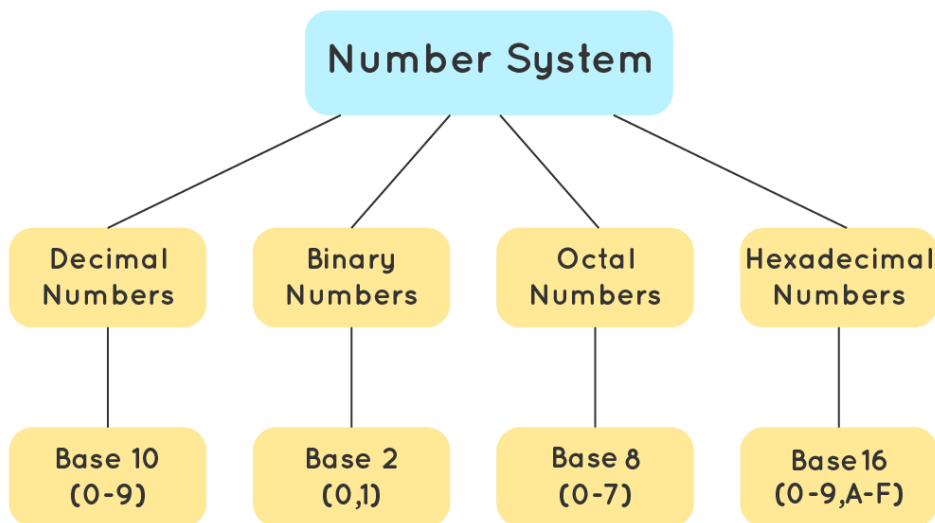 Number System
Decimal
Numbers
Binary
Numbers
Octal
Numbers
Hexadecimal
Numbers
Base 10
(0-9)
Base 2
(0,1)
Base 8
(0-7)
Base 16
(0-9,A-F)